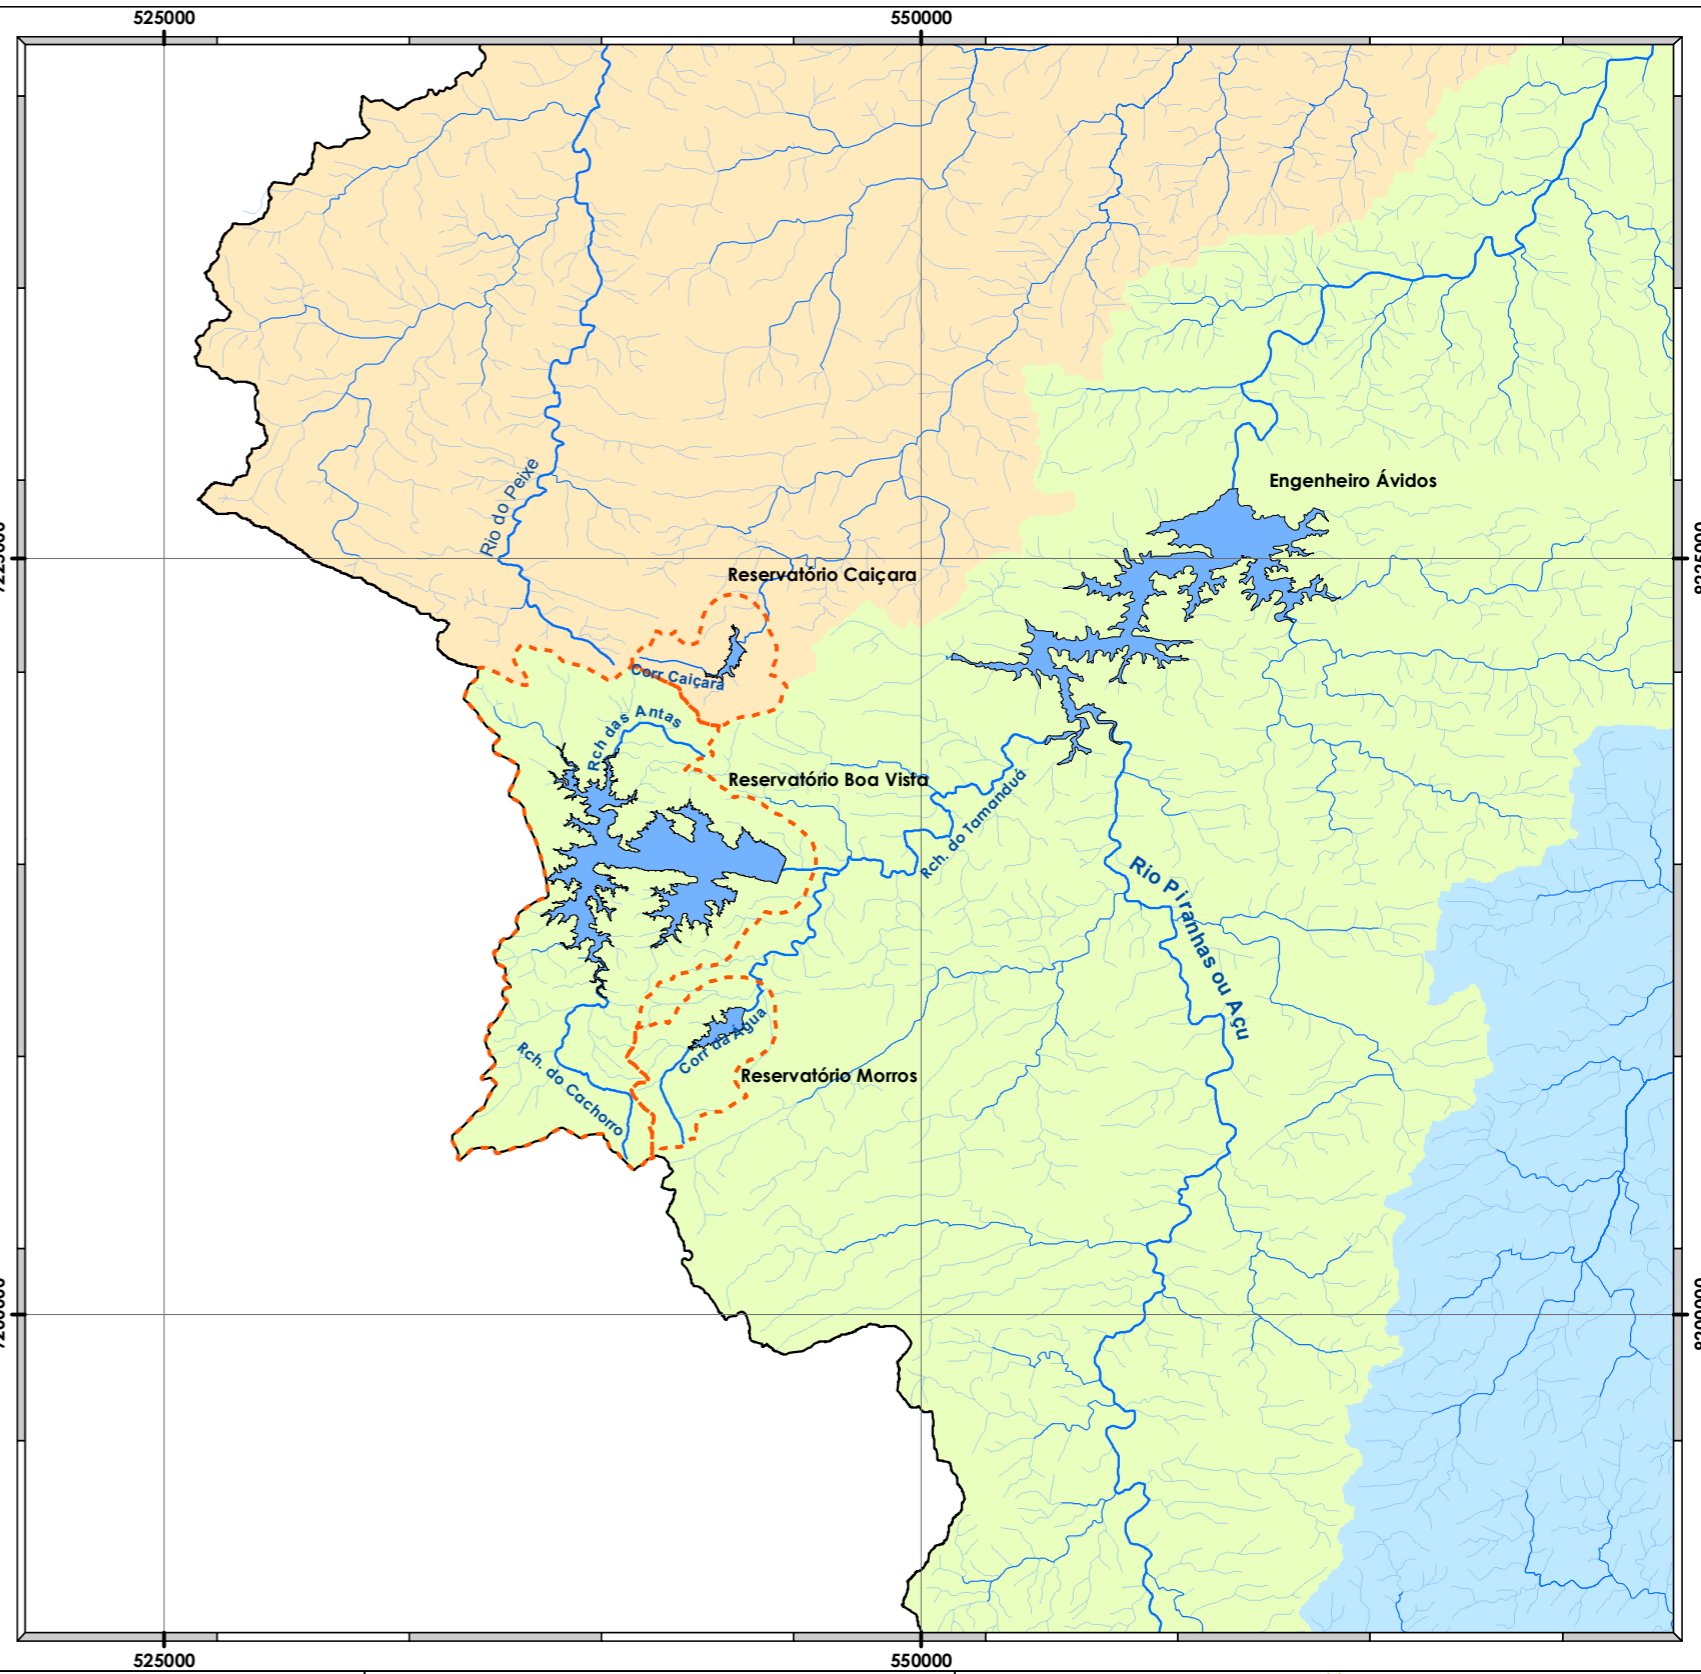 525000
550000
Rio do Peixe
Engenheiro Ávidos
Reservatório Caiçara
Corr Caiçara
Rch das Antas
Reservatório Boa Vista
Rch. do Tamanduá
Rio Piranhas ou Açu
Corr da Água
Rch. do Cachorro
Reservatório Morros
525000
550000